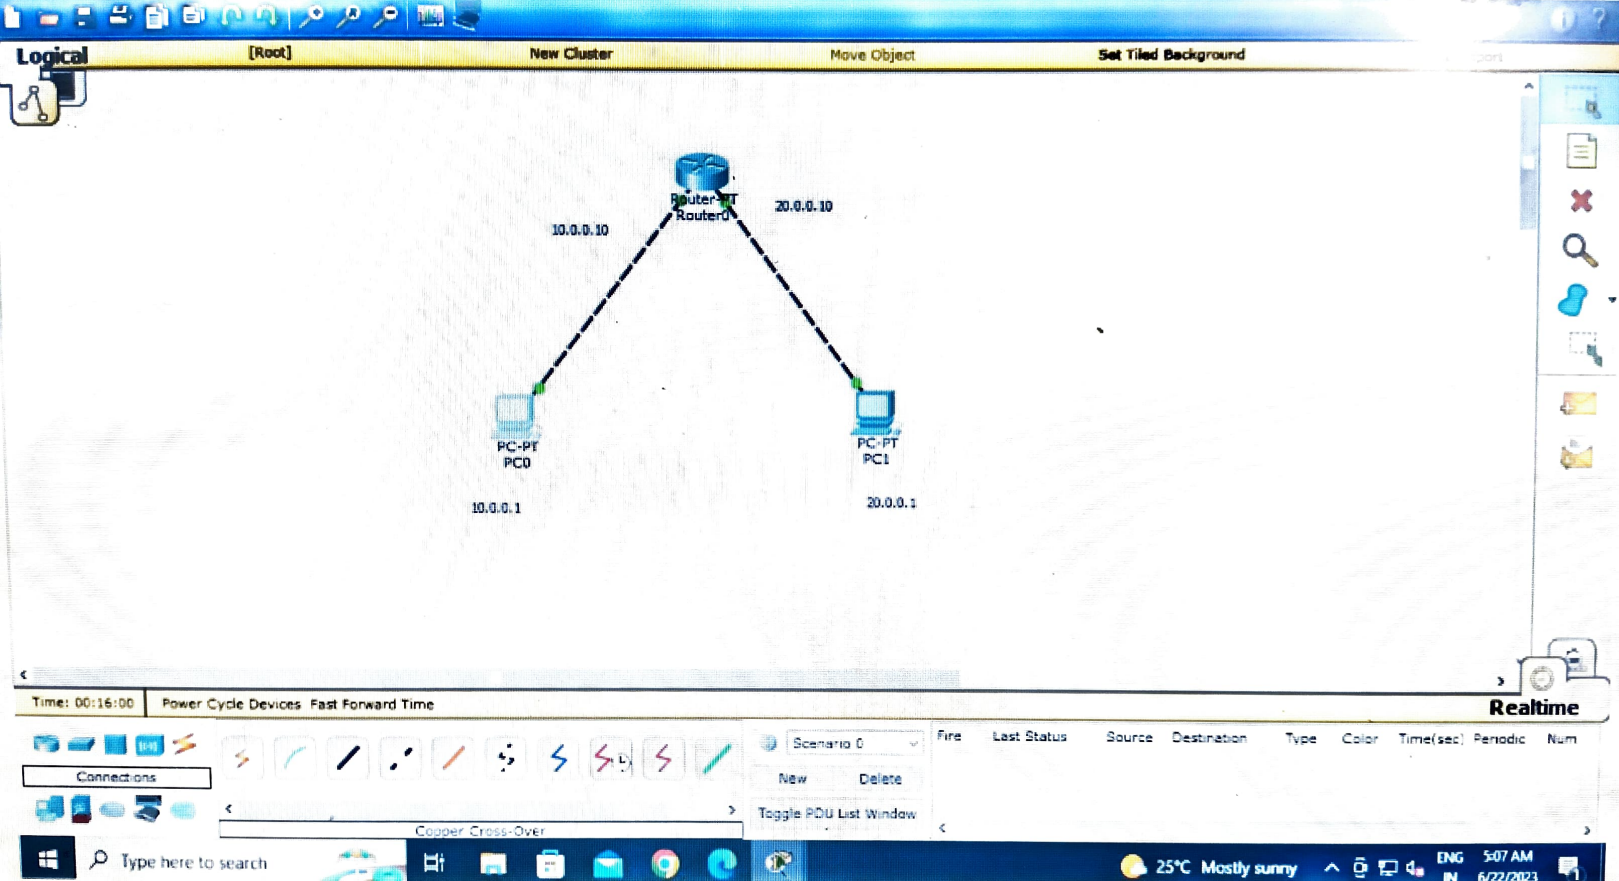 Logical
[Root]
New Cluster
Move Object
Set Tiled Background
Router-PT
Router0
20.0.0.10
10.0.0.10
PC-PT
PC0
PC-PT
PC1
10.0.0.1
20.0.0.1
Time: 00:16:00
Power Cycle Devices Fast Forward Time
Realtime
Scenario 0
Fire
Last Status
Source
Destination
Type
Color
Time(sec)
Periodic
Num
Connections
New
Delete
Toggle PDU List Window
Copper Cross-Over
Type here to search
25°C Mostly sunny
ENG
IN
5:07 AM
6/22/2023